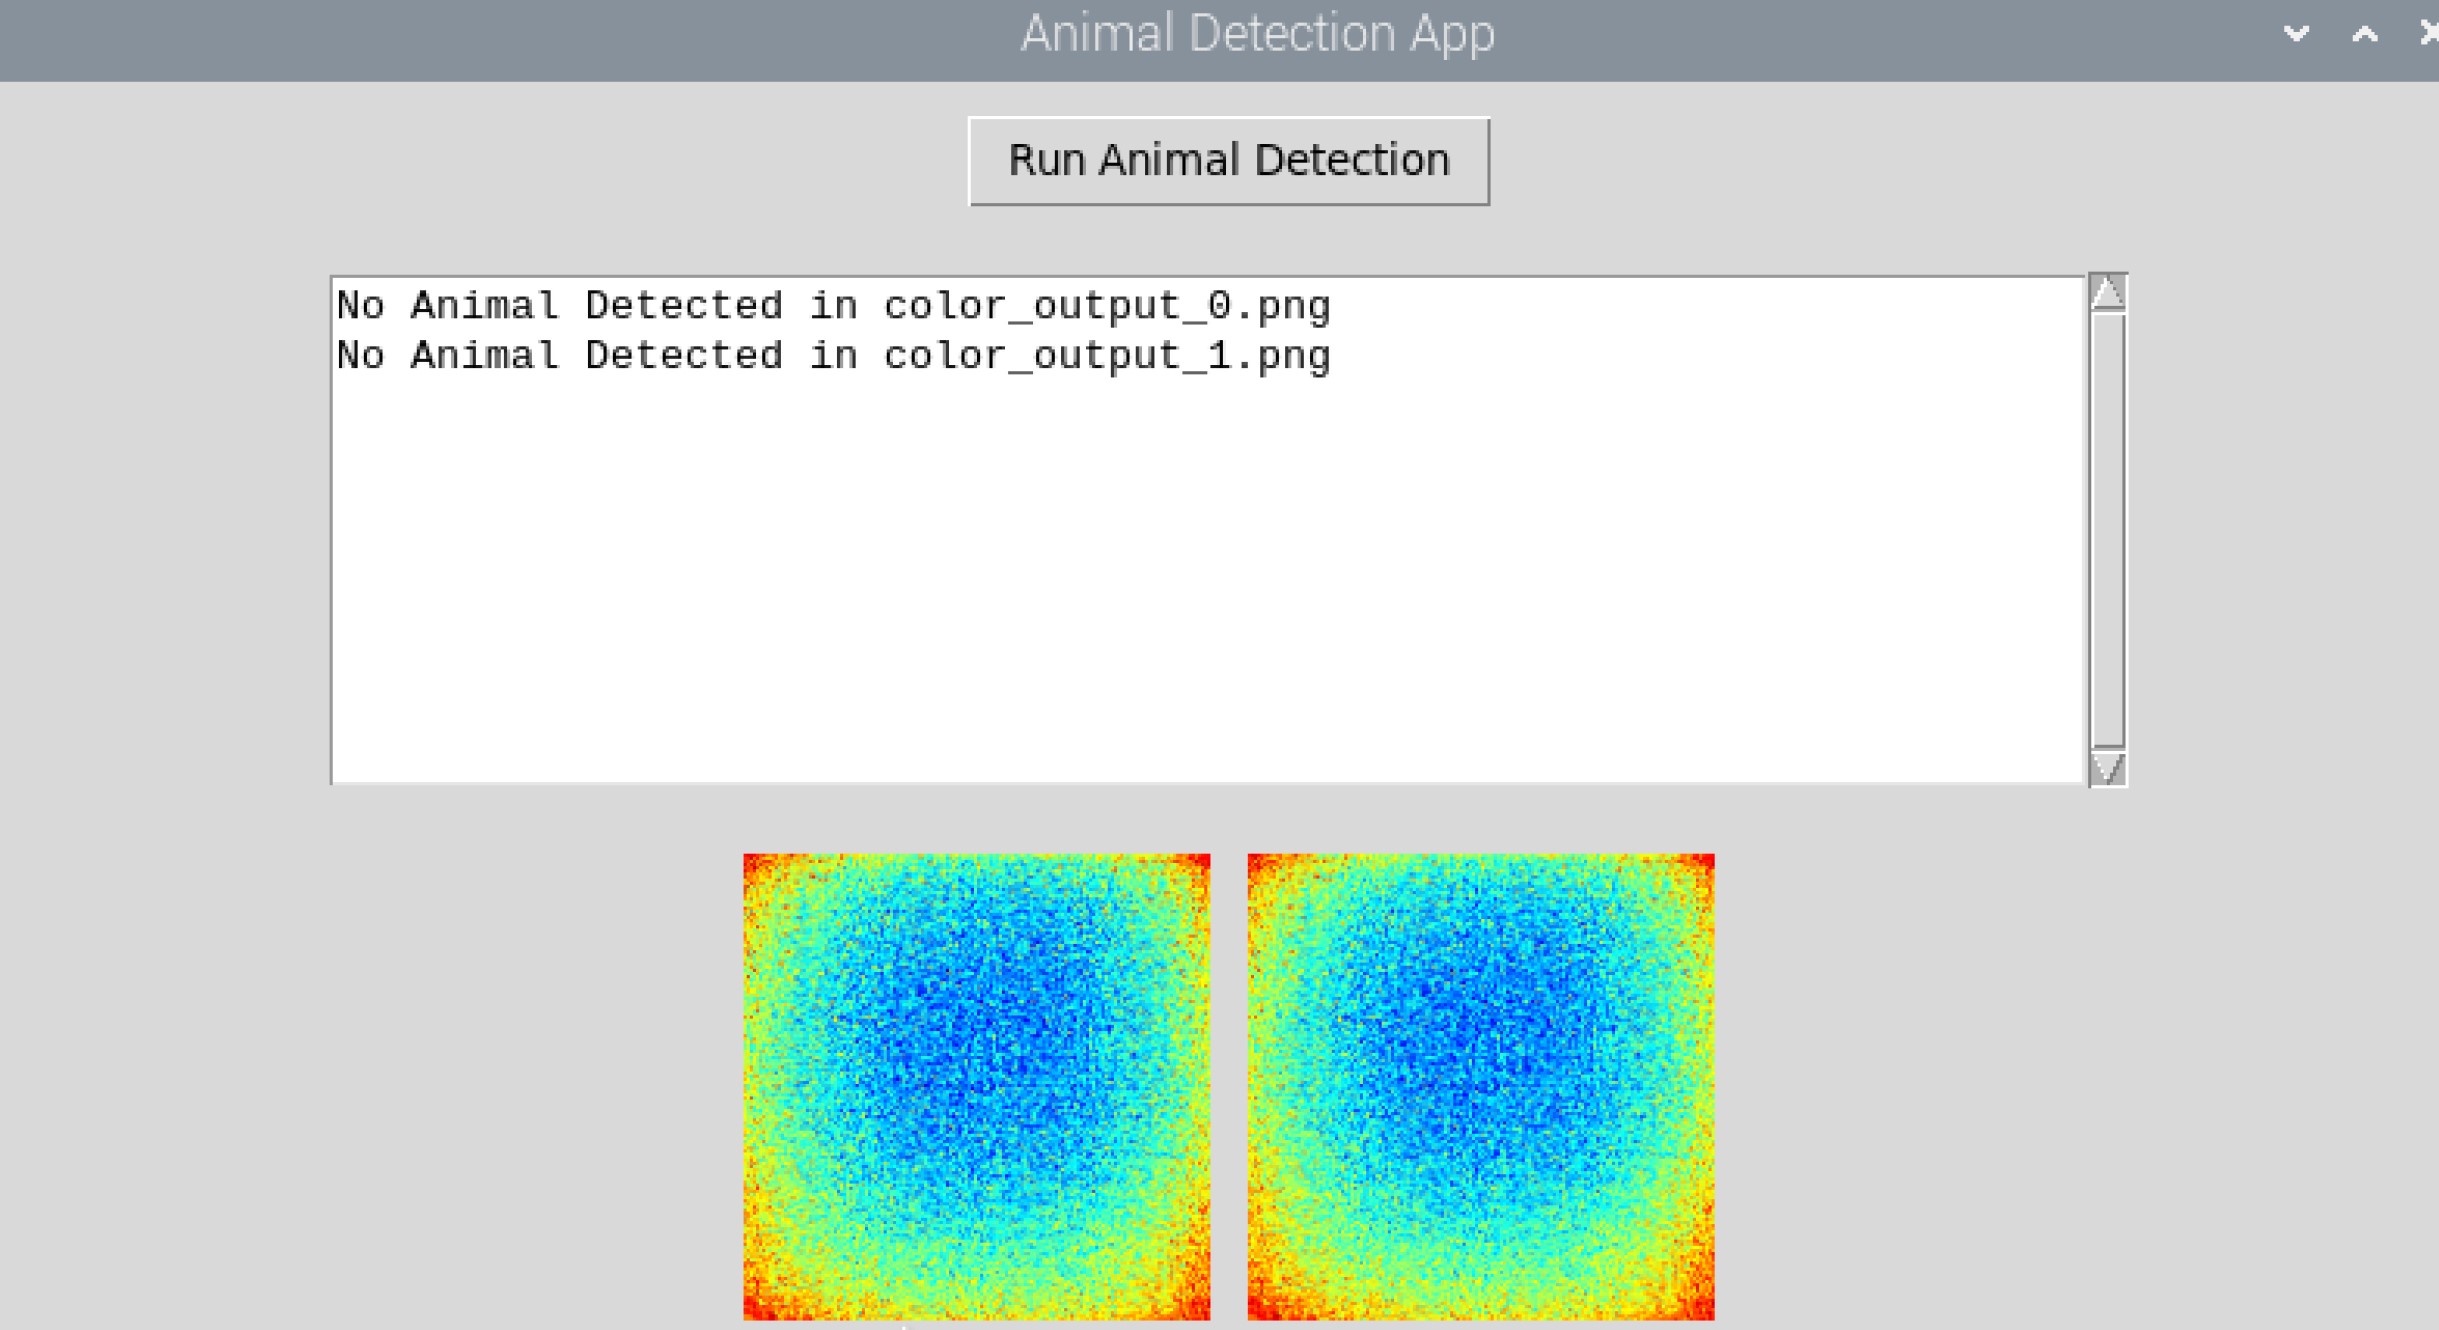 Animal Detection App
Run Animal Detection
No Animal Detected in color_output_0.png
No Animal Detected in color_output_1.png